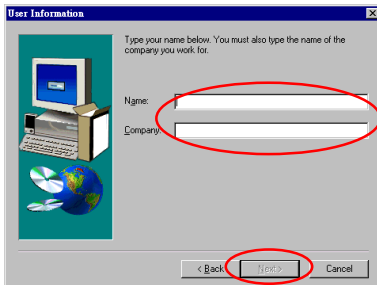 User Information
Type your name below. You must also type the name of the
company you work for.
Name:
Company:
< Back
Next >
Cancel